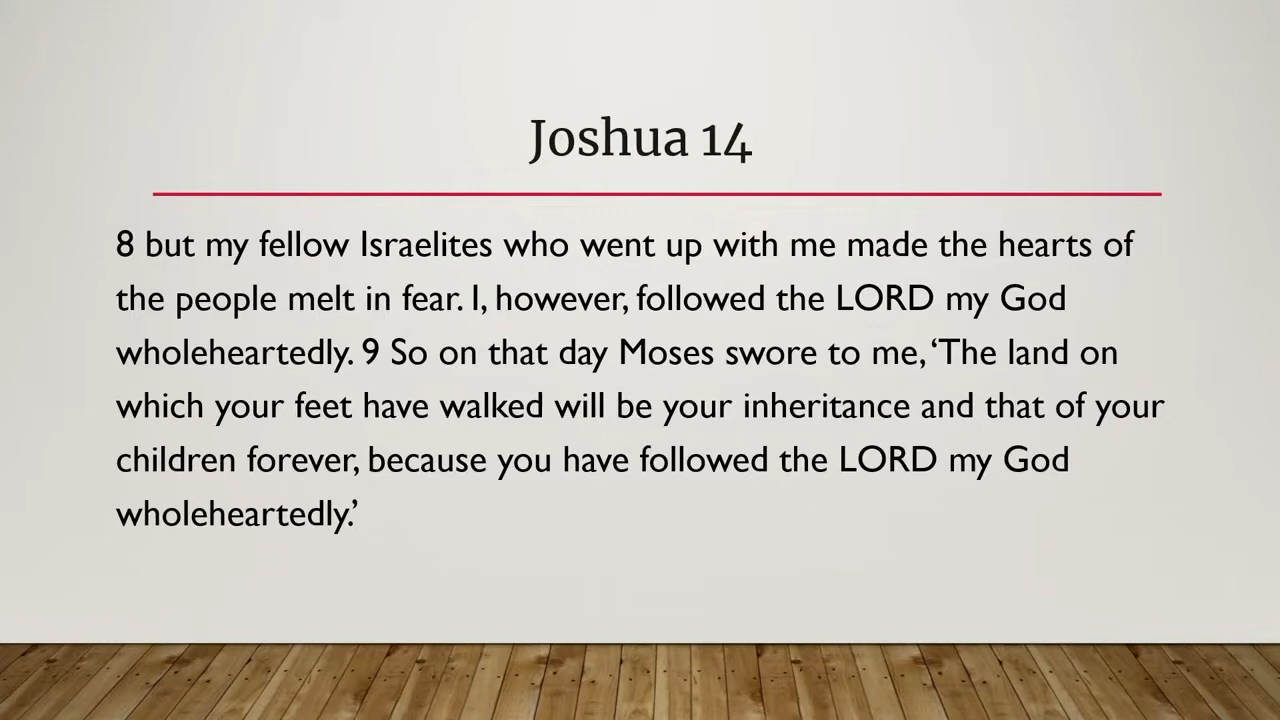 Joshua 14
8 but my fellow Israelites who went up with me made the hearts of
the people melt in fear. I, however, followed the LORD my God
wholeheartedly. 9 So on that day Moses swore to me, ‘The land on
which your feet have walked will be your inheritance and that of your
children forever, because you have followed the LORD my God
wholeheartedly.’